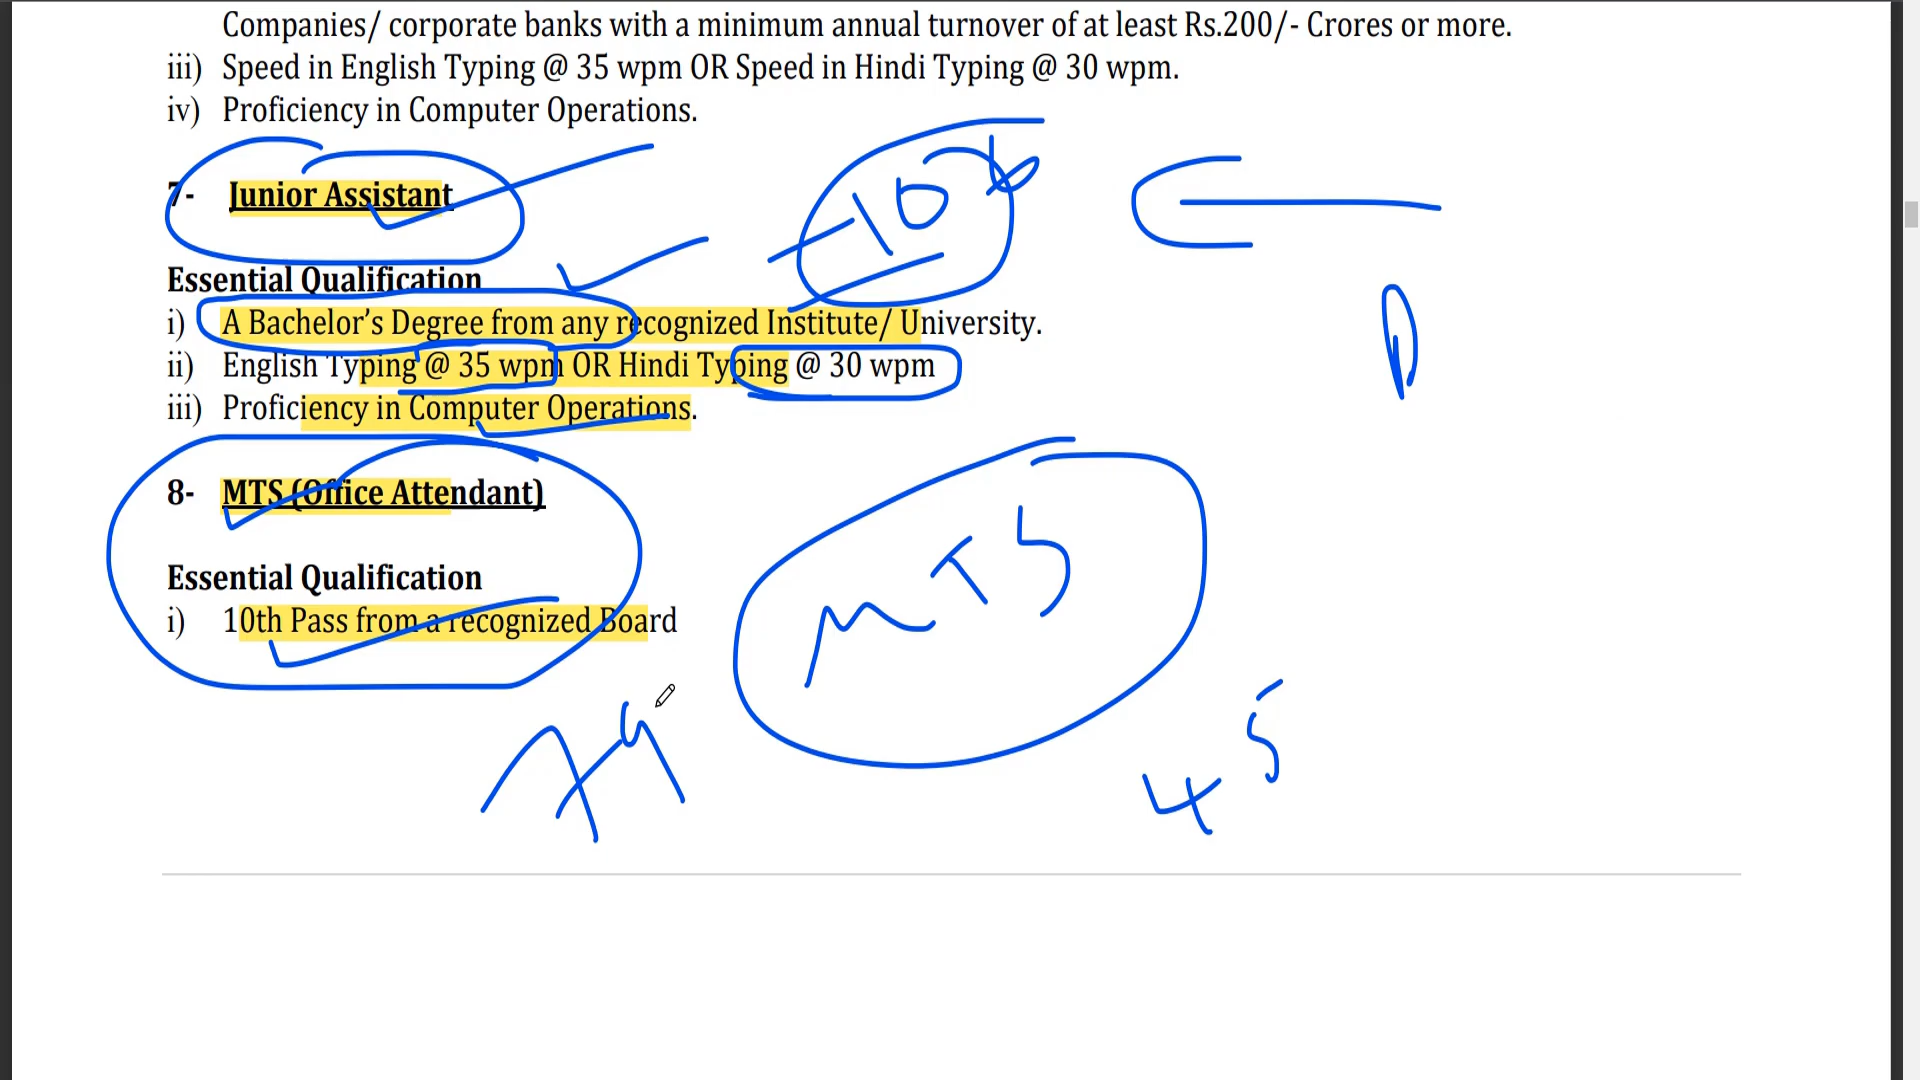 Companies/ corporate banks with a minimum annual turnover of at least Rs.200/- Crores or more.
iii) Speed in English Typing @ 35 wpm OR Speed in Hindi Typing @ 30 wpm.
iv) Proficiency in Computer Operations.
10th
7- Junior Assistant
Essential Qualification
i) A Bachelor's Degree from any recognized Institute/ University.
ii) English Typing @ 35 wpm OR Hindi Typing @ 30 wpm
iii) Proficiency in Computer Operations.
8- MTS (Office Attendant)
MTS
Essential Qualification
i) 10th Pass from a recognized Board
45